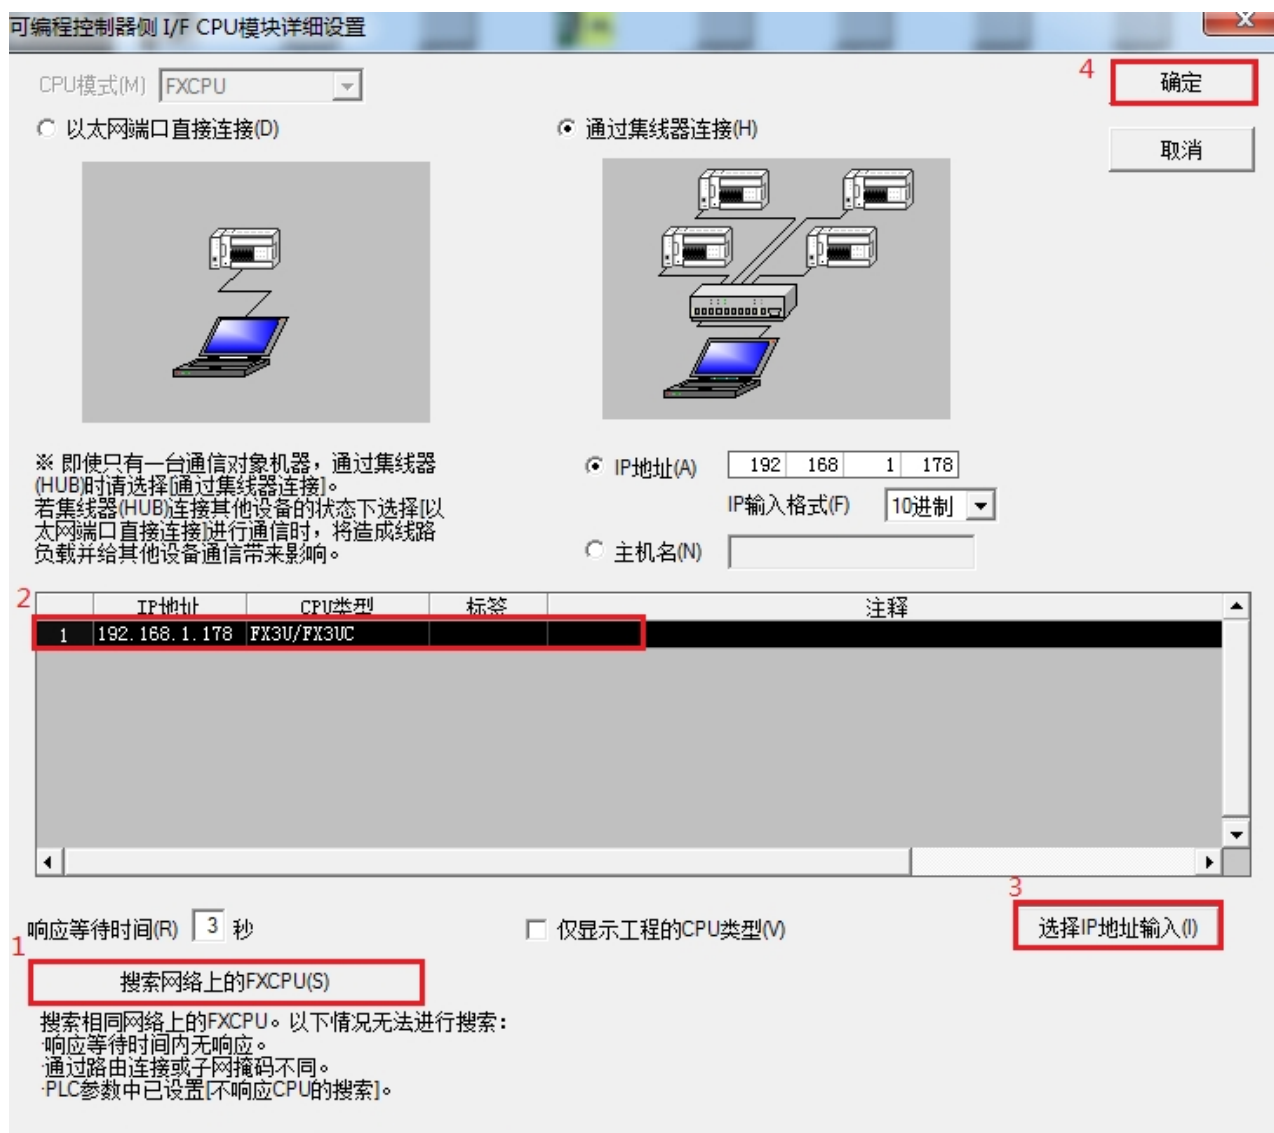 可编程控制器侧 I/F CPU模块详细设置
X
CPU模式(M) FXCPU
4
确定
以太网端口直接连接(D)
通过集线器连接(H)
取消
※ 即使只有一台通信对象机器，通过集线器
(HUB)时请选择[通过集线器连接]。
若集线器(HUB)连接其他设备的状态下选择[以
太网端口直接连接]进行通信时，将造成线路
负载并给其他设备通信带来影响。
IP地址(A) 192 168 1 178
IP输入格式(F) 10进制
主机名(N)
2
IP地址 CPU类型 标签 注释
1 192.168.1.178 FX3U/FX3UC
3
响应等待时间(R) 3 秒
仅显示工程的CPU类型(V)
选择IP地址输入(I)
1
搜索网络上的FXCPU(S)
搜索相同网络上的FXCPU。以下情况无法进行搜索：
·响应等待时间内无响应。
·通过路由连接或子网掩码不同。
·PLC参数中已设置[不响应CPU的搜索]。